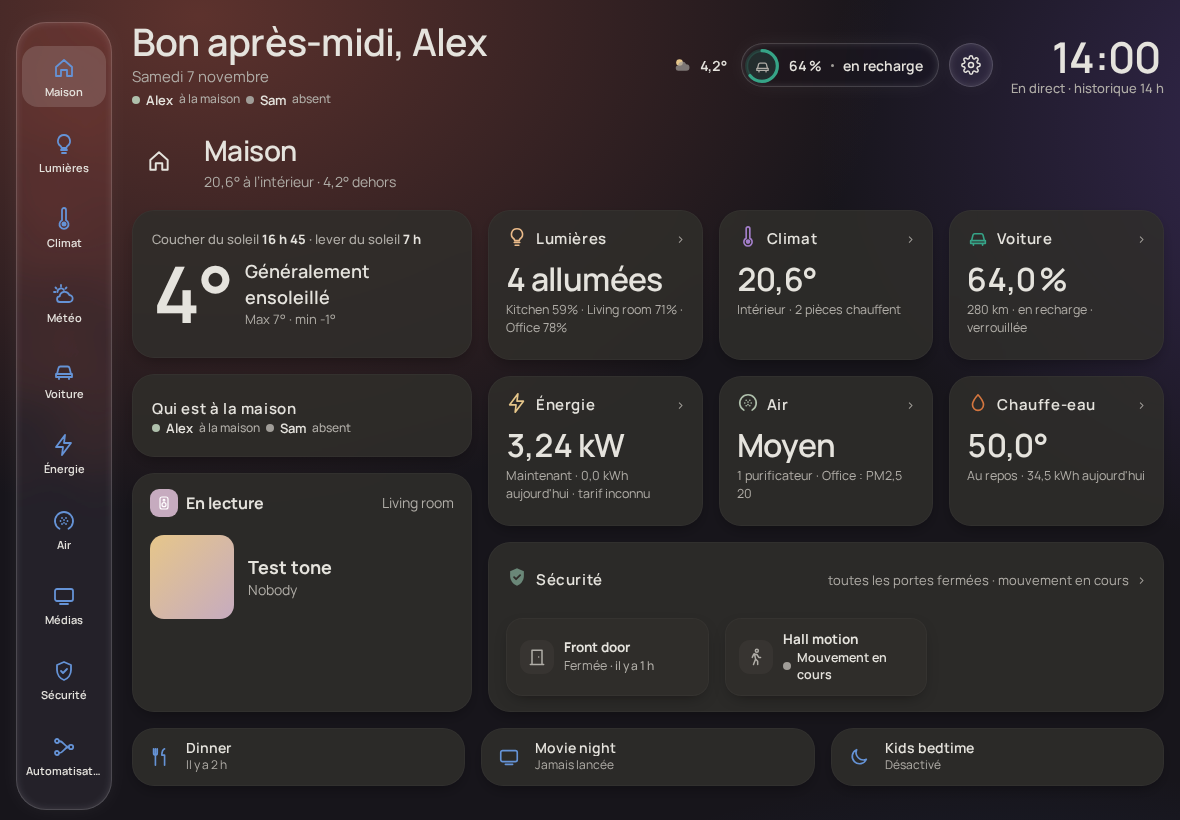 Maison
Lumières
Climat
Météo
Voiture
Énergie
Air
Médias
Sécurité
Automatisat...
Bon après-midi, Alex
Samedi 7 novembre
Alex à la maison Sam absent
4,2°
64 % · en recharge
14:00
En direct · historique 14 h
Maison
20,6° à l'intérieur · 4,2° dehors
Coucher du soleil 16 h 45 · lever du soleil 7 h
4°
Généralement
ensoleillé
Max 7° · min -1°
Qui est à la maison
Alex à la maison Sam absent
En lecture
Living room
Test tone
Nobody
Lumières
4 allumées
Kitchen 59% · Living room 71% ·
Office 78%
Climat
20,6°
Intérieur · 2 pièces chauffent
Voiture
64,0 %
280 km · en recharge ·
verrouillée
Énergie
3,24 kW
Maintenant · 0,0 kWh
aujourd'hui · tarif inconnu
Air
Moyen
1 purificateur · Office : PM2,5
20
Chauffe-eau
50,0°
Au repos · 34,5 kWh aujourd'hui
Sécurité
toutes les portes fermées · mouvement en cours
Front door
Fermée · il y a 1 h
Hall motion
Mouvement en
cours
Dinner
Il y a 2 h
Movie night
Jamais lancée
Kids bedtime
Désactivé